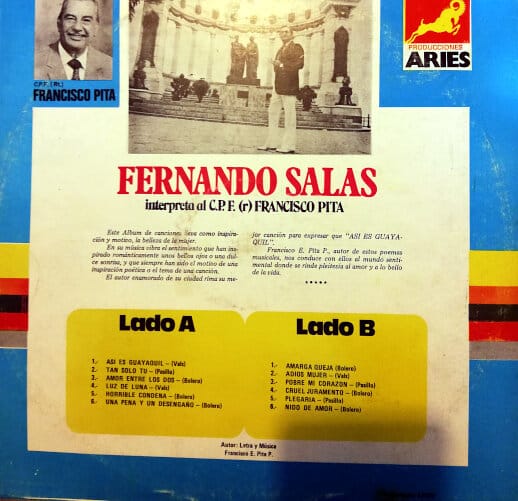 C.P.F. (R).
FRANCISCO PITA
PRODUCCIONES
ARIES
FERNANDO SALAS
interpreta al C.P.F. (r) FRANCISCO PITA
Este Album de canciones lleva como inspira-
ción y motivo, la belleza de la mujer.
En su música vibra el sentimiento que han ins-
pirado románticamente unos bellos ojos o una dul-
ce sonrisa, y que siempre han sido el motivo de una
inspiración poética o el tema de una canción.
El autor enamorado de su ciudad rima su me-
jor canción para expresar que "ASI ES GUAYA-
QUIL".
Francisco E. Pita P., autor de estos poemas
musicales, nos conduce con ellos al mundo senti-
mental donde se rinde pleitesía al amor y a lo bello
de la vida.
*****
Lado A
1.- ASI ES GUAYAQUIL – (Vals)
2.- TAN SOLO TU – (Pasillo)
3.- AMOR ENTRE LOS DOS – (Bolero)
4.- LUZ DE LUNA – (Vals)
5.- HORRIBLE CONDENA – (Bolero)
6.- UNA PENA Y UN DESENGAÑO – (Bolero)
Lado B
1.- AMARGA QUEJA (Bolero)
2.- ADIOS MUJER – (Vals)
3.- POBRE MI CORAZON – (Pasillo)
4.- CRUEL JURAMENTO – (Bolero)
5.- PLEGARIA – (Pasillo)
6.- NIDO DE AMOR – (Bolero)
Autor: Letra y Música
Francisco E. Pita P.